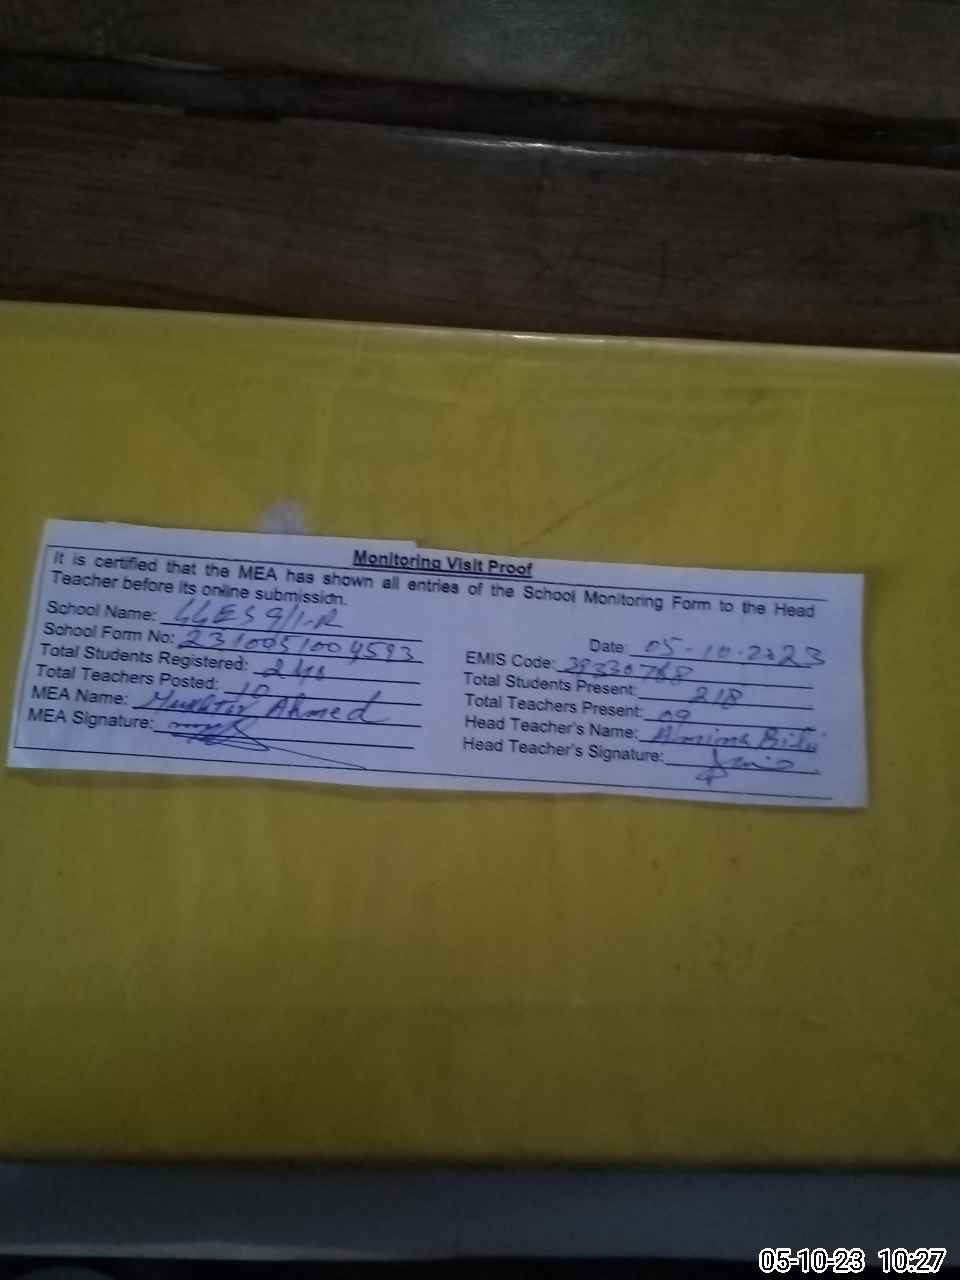 Monitoring Visit Proof
It is certified that the MEA has shown all entries of the School Monitoring Form to the Head
Teacher before its online submission.
School Name: GGES 9/1-R
Date: 05-10-2023
School Form No: 2310051004593
EMIS Code: 39330768
Total Students Registered: 240
Total Students Present: 218
Total Teachers Posted: 10
Total Teachers Present: 09
MEA Name: Ahmed
Head Teacher's Name: Bibi
MEA Signature:
Head Teacher's Signature:
05-10-23 10:27